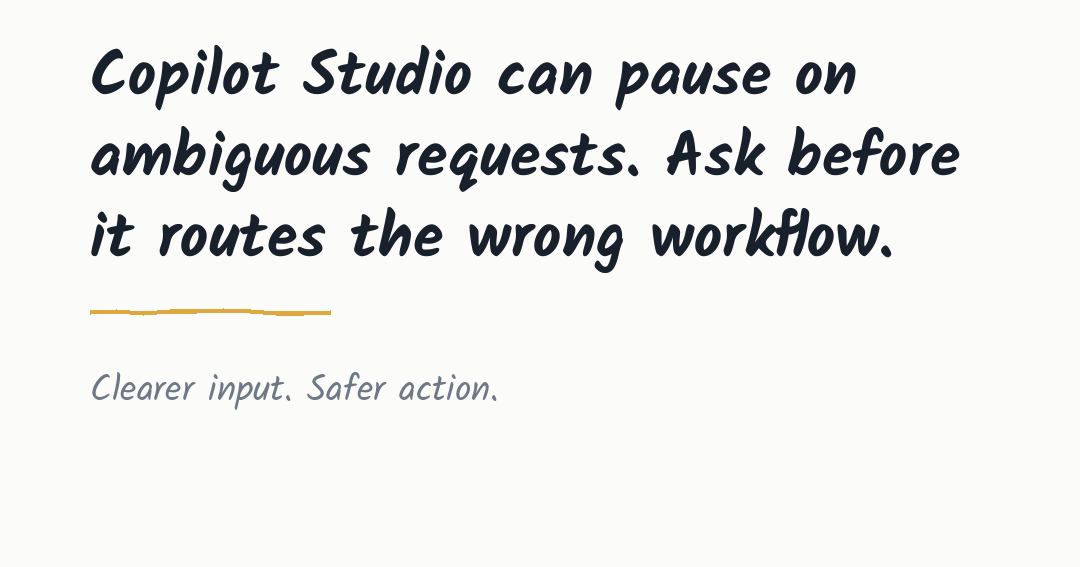 Copilot Studio can pause on
ambiguous requests. Ask before
it routes the wrong workflow.
Clearer input. Safer action.